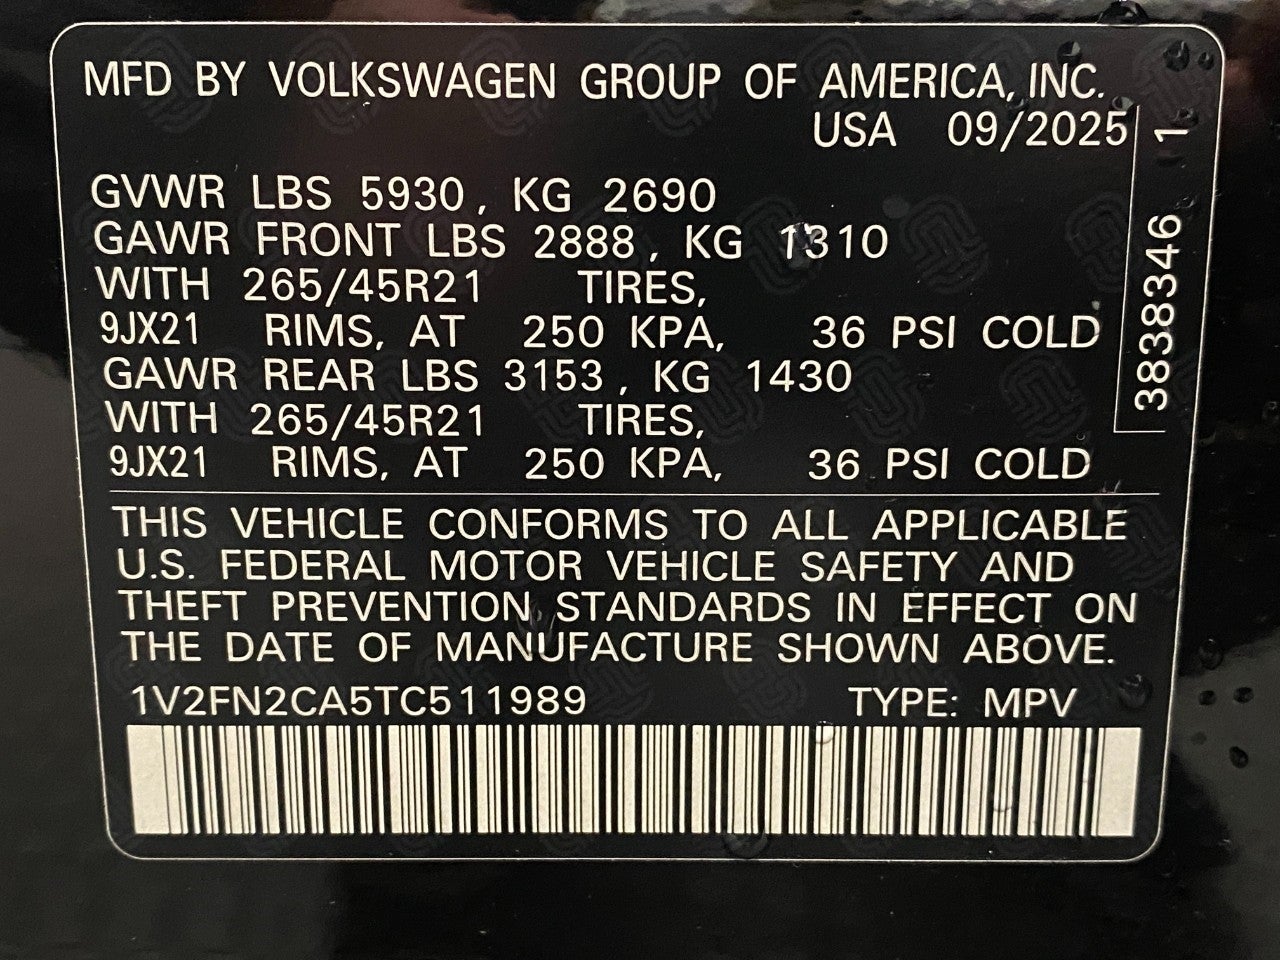 MFD BY VOLKSWAGEN GROUP OF AMERICA, INC.
USA 09/2025
GVWR LBS 5930, KG 2690
GAWR FRONT LBS 2888, KG 1310
WITH 265/45R21 TIRES,
9JX21 RIMS, AT 250 KPA, 36 PSI COLD
GAWR REAR LBS 3153, KG 1430
WITH 265/45R21 TIRES,
9JX21 RIMS, AT 250 KPA, 36 PSI COLD
3838346 1
THIS VEHICLE CONFORMS TO ALL APPLICABLE
U.S. FEDERAL MOTOR VEHICLE SAFETY AND
THEFT PREVENTION STANDARDS IN EFFECT ON
THE DATE OF MANUFACTURE SHOWN ABOVE.
1V2FN2CA5TC511989 TYPE: MPV